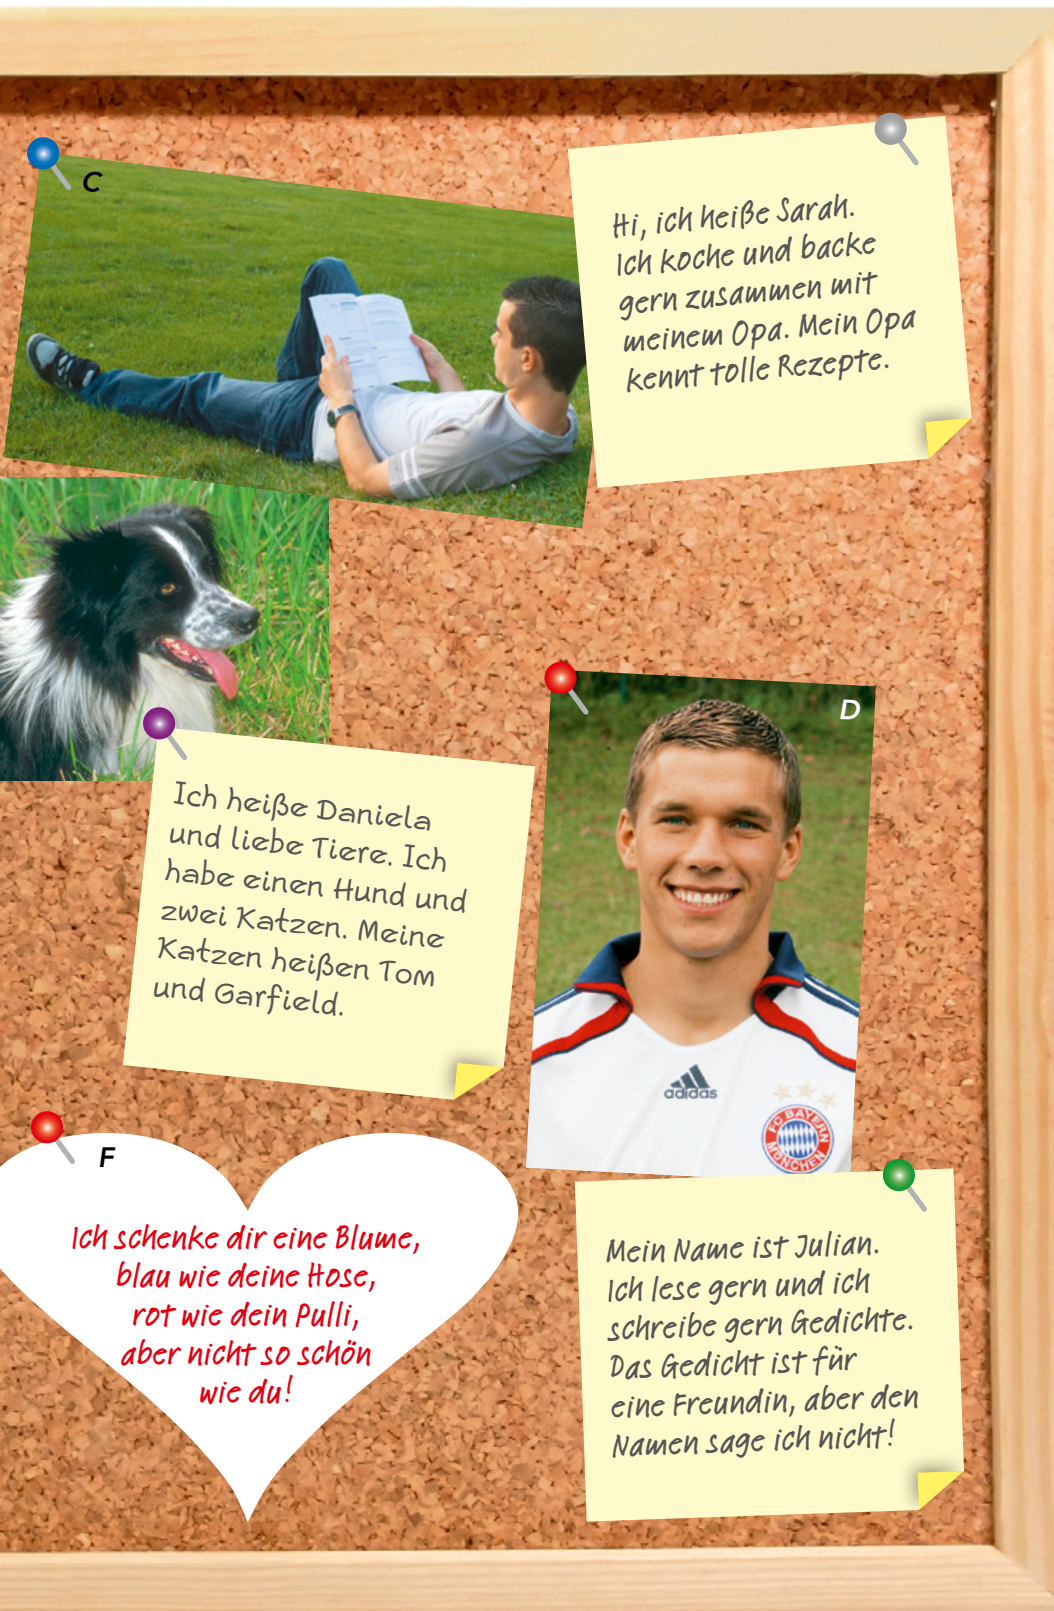 C
Hi, ich heiße Sarah.
Ich koche und backe
gern zusammen mit
meinem Opa. Mein Opa
kennt tolle Rezepte.
Ich heiße Daniela
und liebe Tiere. Ich
habe einen Hund und
zwei Katzen. Meine
Katzen heißen Tom
und Garfield.
D
adidas
FC BAYERN
MÜNCHEN
F
Ich schenke dir eine Blume,
blau wie deine Hose,
rot wie dein Pulli,
aber nicht so schön
wie du!
Mein Name ist Julian.
Ich lese gern und ich
schreibe gern Gedichte.
Das Gedicht ist für
eine Freundin, aber den
Namen sage ich nicht!